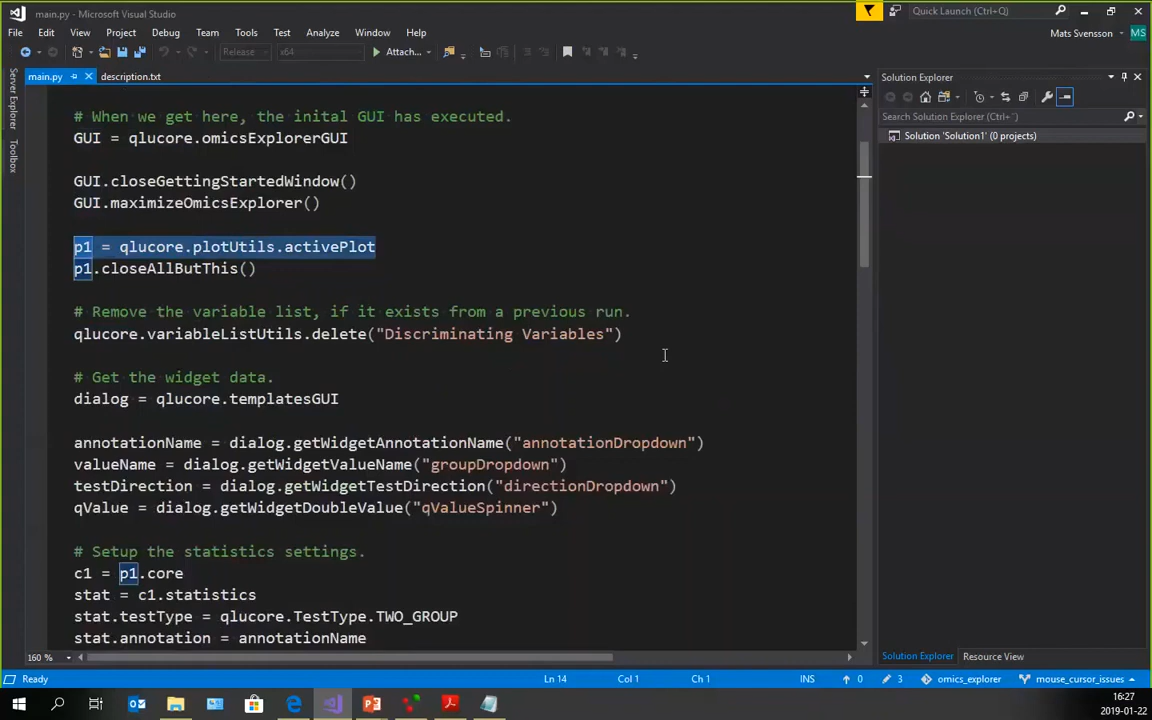 main.py - Microsoft Visual Studio
Quick Launch (Ctrl+Q)
File Edit View Project Debug Team Tools Test Analyze Window Help
Mats Svensson MS
Release x64 Attach...
Server Explorer
Toolbox
main.py description.txt
# When we get here, the inital GUI has executed.
GUI = qlucore.omicsExplorerGUI
GUI.closeGettingStartedWindow()
GUI.maximizeOmicsExplorer()
p1 = qlucore.plotUtils.activePlot
p1.closeAllButThis()
# Remove the variable list, if it exists from a previous run.
qlucore.variableListUtils.delete("Discriminating Variables")
# Get the widget data.
dialog = qlucore.templatesGUI
annotationName = dialog.getWidgetAnnotationName("annotationDropdown")
valueName = dialog.getWidgetValueName("groupDropdown")
testDirection = dialog.getWidgetTestDirection("directionDropdown")
qValue = dialog.getWidgetDoubleValue("qValueSpinner")
# Setup the statistics settings.
c1 = p1.core
stat = c1.statistics
stat.testType = qlucore.TestType.TWO_GROUP
stat.annotation = annotationName
160 %
Solution Explorer
Search Solution Explorer (Ctrl+')
Solution 'Solution1' (0 projects)
Solution Explorer Resource View
Ready Ln 14 Col 1 Ch 1 INS 0 3 omics_explorer mouse_cursor_issues
16:27
2019-01-22